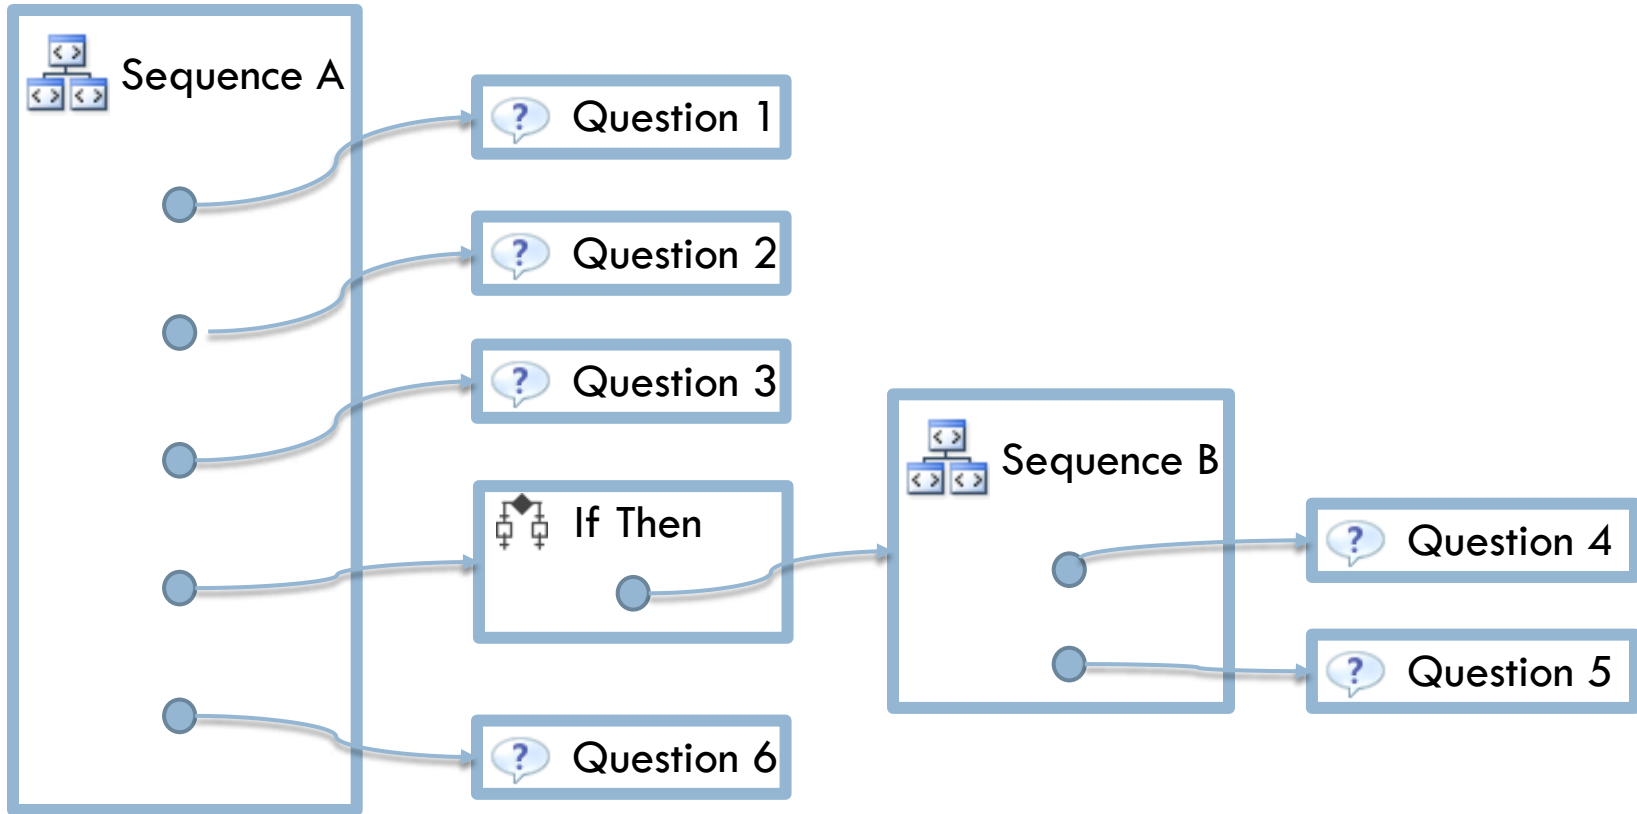 Sequence A
Question 1
Question 2
Question 3
If Then
Sequence B
Question 4
Question 5
Question 6